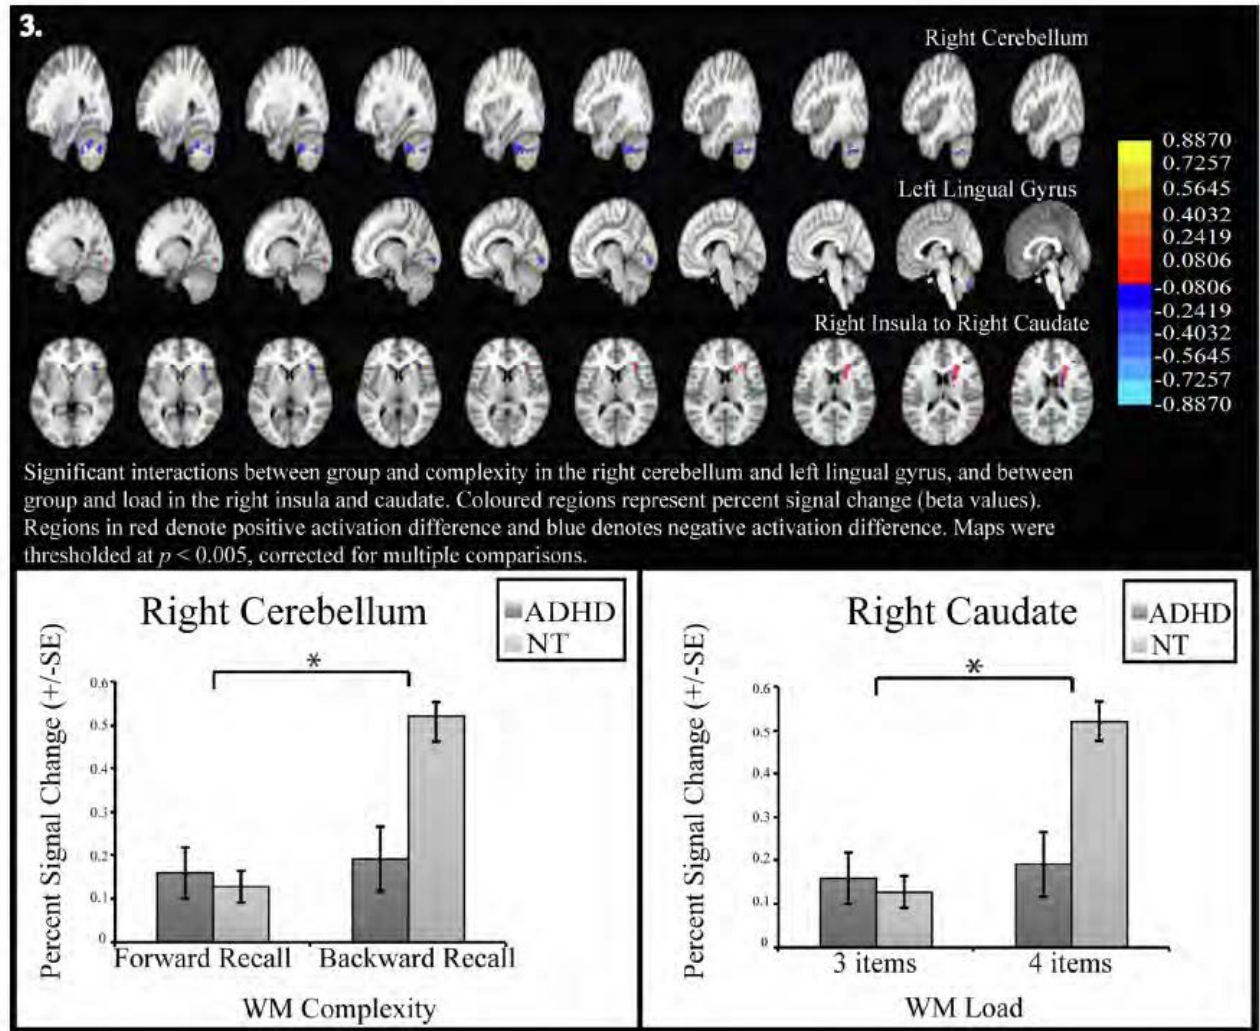 3.
Right Cerebellum
Left Lingual Gyrus
Right Insula to Right Caudate
0.8870
0.7257
0.5645
0.4032
0.2419
0.0806
-0.0806
-0.2419
-0.4032
-0.5645
-0.7257
-0.8870
Significant interactions between group and complexity in the right cerebellum and left lingual gyrus, and between
group and load in the right insula and caudate. Coloured regions represent percent signal change (beta values).
Regions in red denote positive activation difference and blue denotes negative activation difference. Maps were
thresholded at p < 0.005, corrected for multiple comparisons.
Right Cerebellum
ADHD
NT
*
Percent Signal Change (+/-SE)
0.6
0.5
0.4
0.3
0.2
0.1
0
Forward Recall
Backward Recall
WM Complexity
Right Caudate
ADHD
NT
*
Percent Signal Change (+/-SE)
0.6
0.5
0.4
0.3
0.2
0.1
0
3 items
4 items
WM Load